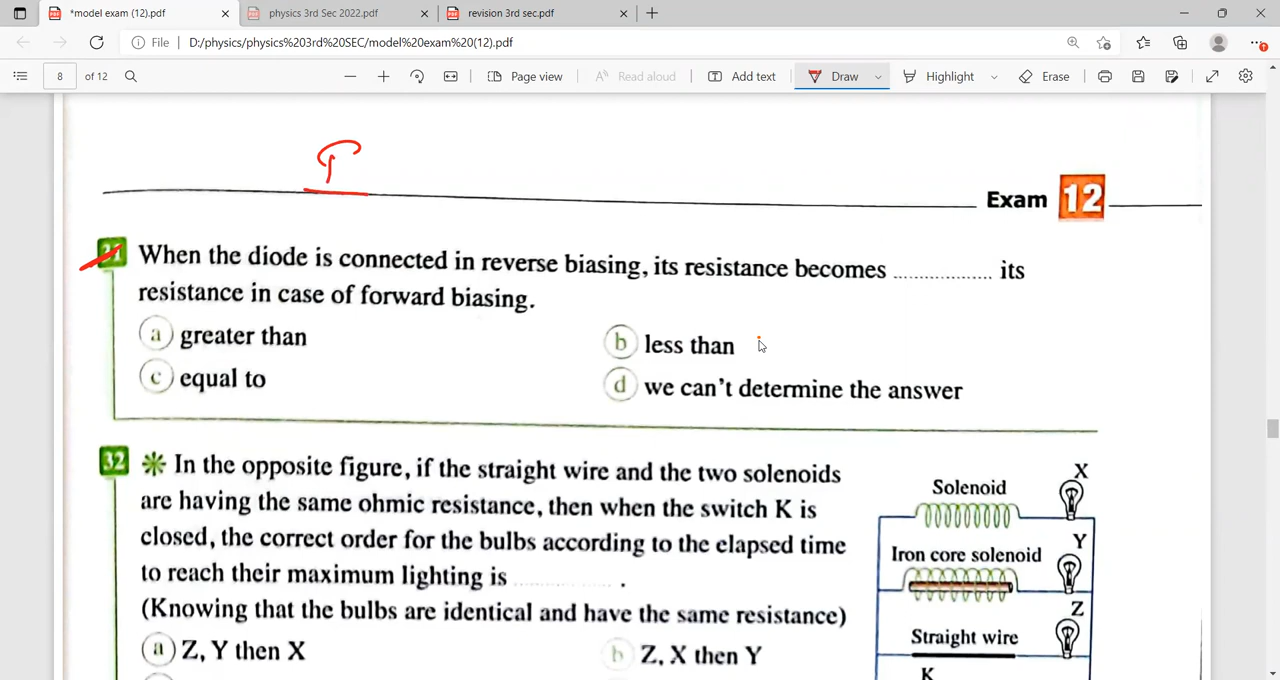 *model exam (12).pdf
physics 3rd Sec 2022.pdf
revision 3rd sec.pdf
File
D:/physics/physics%203rd%20SEC/model%20exam%20(12).pdf
8 of 12
Page view
Read aloud
Add text
Draw
Highlight
Erase
Exam 12
When the diode is connected in reverse biasing, its resistance becomes ................. its
resistance in case of forward biasing.
a greater than
b less than
c equal to
d we can't determine the answer
32 ✳ In the opposite figure, if the straight wire and the two solenoids
are having the same ohmic resistance, then when the switch K is
closed, the correct order for the bulbs according to the elapsed time
to reach their maximum lighting is ................. .
(Knowing that the bulbs are identical and have the same resistance)
a Z, Y then X
b Z, X then Y
Solenoid
X
Iron core solenoid
Y
Straight wire
Z
K